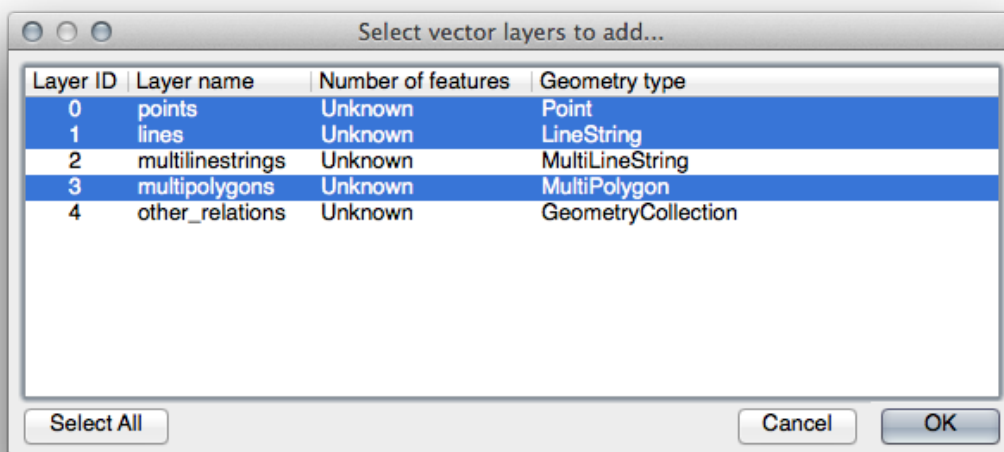 Select vector layers to add...
Layer ID Layer name Number of features Geometry type
0 points Unknown Point
1 lines Unknown LineString
2 multilinestrings Unknown MultiLineString
3 multipolygons Unknown MultiPolygon
4 other_relations Unknown GeometryCollection
Select All Cancel OK